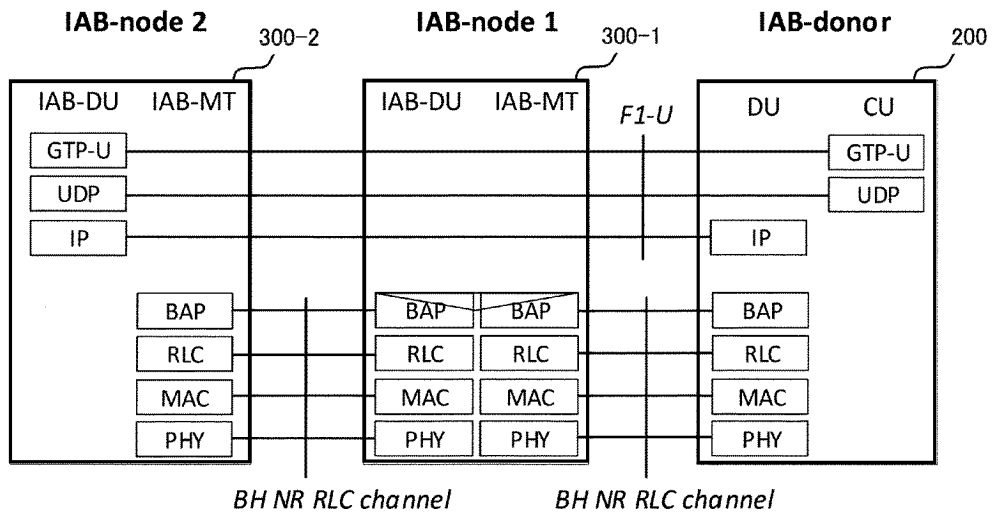 IAB-node 2 IAB-node 1 IAB-donor
300-2 300-1 200
IAB-DU IAB-MT IAB-DU IAB-MT F1-U DU CU
GTP-U GTP-U
UDP UDP
IP IP
BAP BAP BAP BAP
RLC RLC RLC RLC
MAC MAC MAC MAC
PHY PHY PHY PHY
BH NR RLC channel BH NR RLC channel